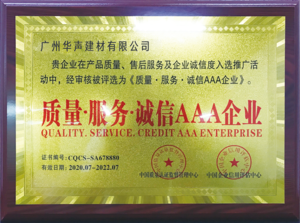 广州华声建材有限公司
贵企业在产品质量、售后服务及企业诚信度入选推广活
动中，经审核被评选为《质量·服务·诚信AAA企业》。
质量·服务·诚信AAA企业
QUALITY. SERVICE. CREDIT AAA ENTERPRISE
证书编号:CQCS-SA678880
有效日期:2020.07-2022.07